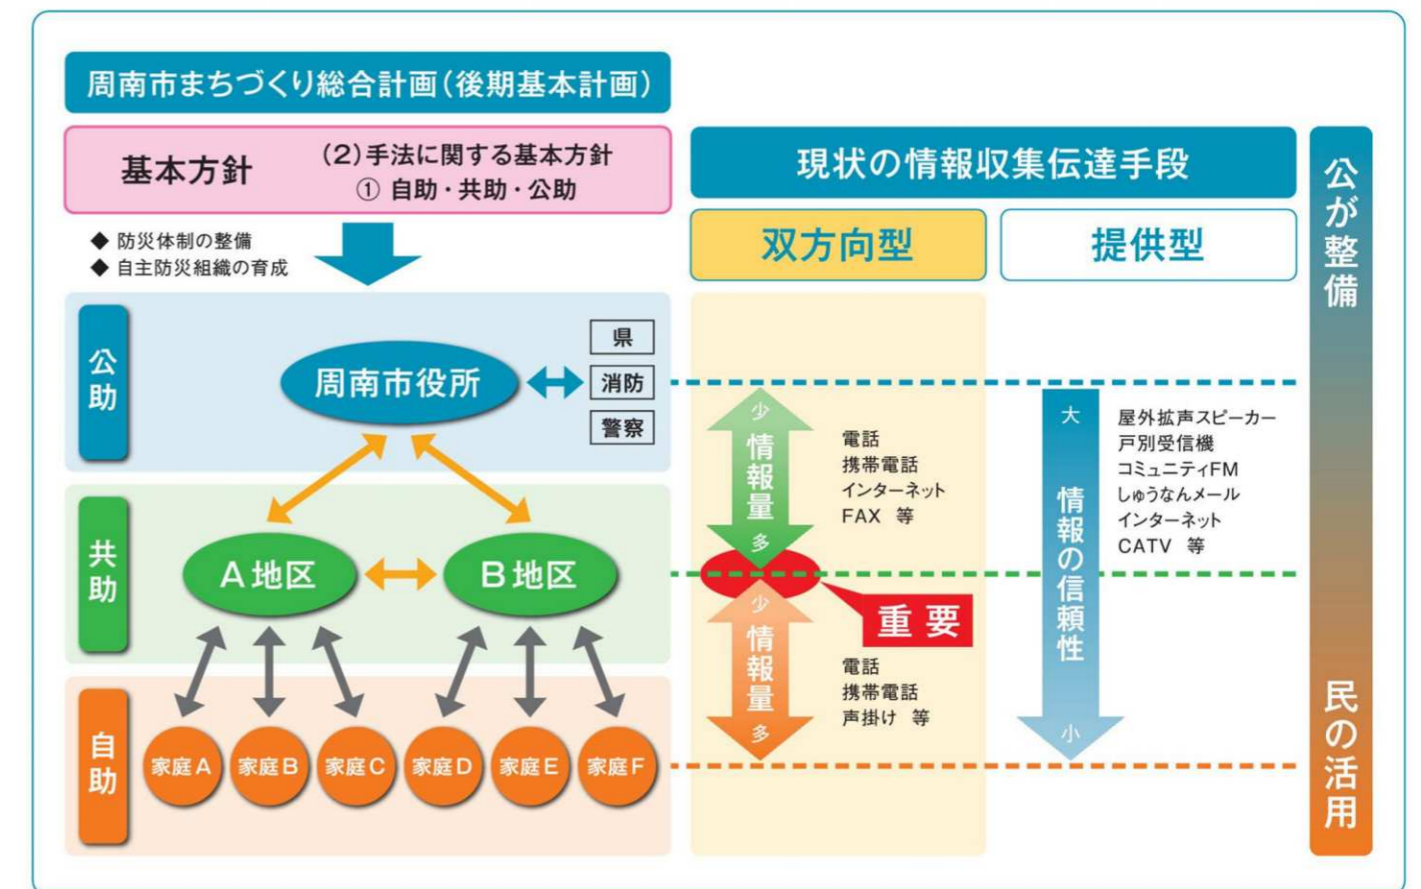 周南市まちづくり総合計画(後期基本計画)
基本方針
(2)手法に関する基本方針
① 自助・共助・公助
◆ 防災体制の整備
◆ 自主防災組織の育成
公助
周南市役所
県
消防
警察
共助
A地区
B地区
自助
家庭A
家庭B
家庭C
家庭D
家庭E
家庭F
現状の情報収集伝達手段
双方向型
提供型
少
情報量
多
電話
携帯電話
インターネット
FAX 等
重要
少
情報量
多
電話
携帯電話
声掛け 等
大
情報の信頼性
小
屋外拡声スピーカー
戸別受信機
コミュニティFM
しゅうなんメール
インターネット
CATV 等
公が整備
民の活用